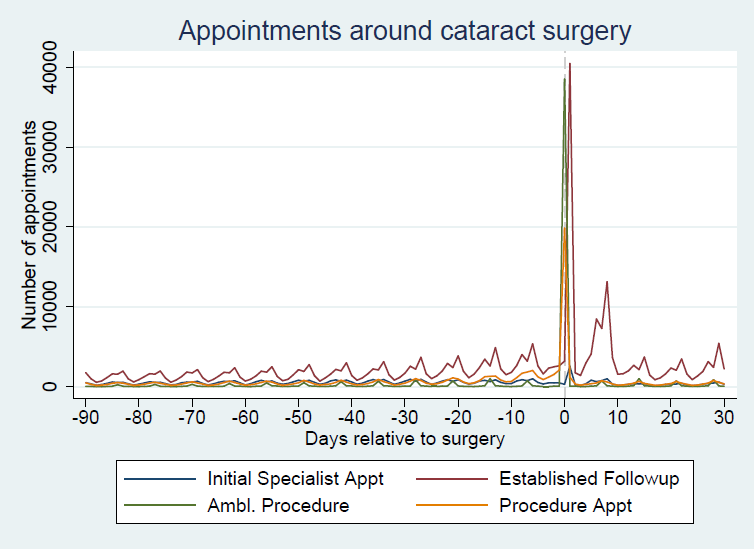 Appointments around cataract surgery
Number of appointments
40000
30000
20000
10000
0
-90 -80 -70 -60 -50 -40 -30 -20 -10 0 10 20 30
Days relative to surgery
Initial Specialist Appt Established Followup
Ambl. Procedure Procedure Appt